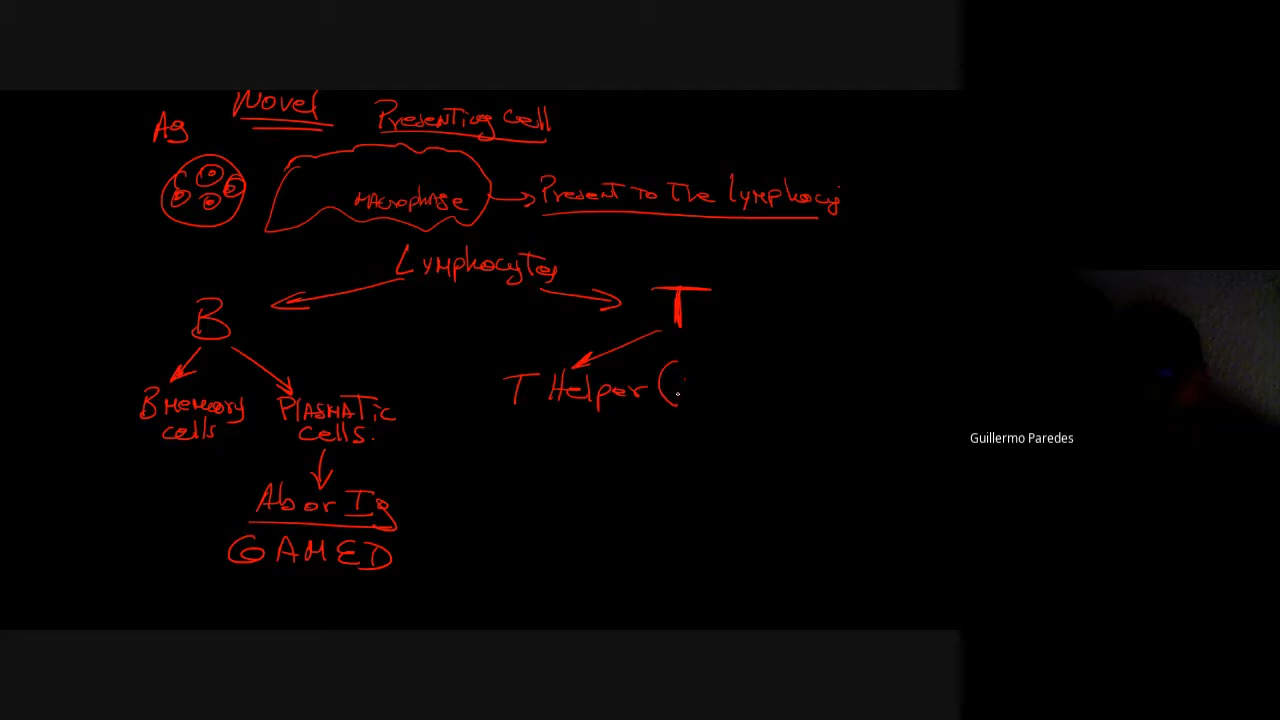 Novel
Ag
Presenting cell
Macrophage
Present to the Lymphocy
Lymphocytes
B
T
B memory
cells
Plasmatic
cells.
T Helper (
Ab or Ig
GAMED
Guillermo Paredes